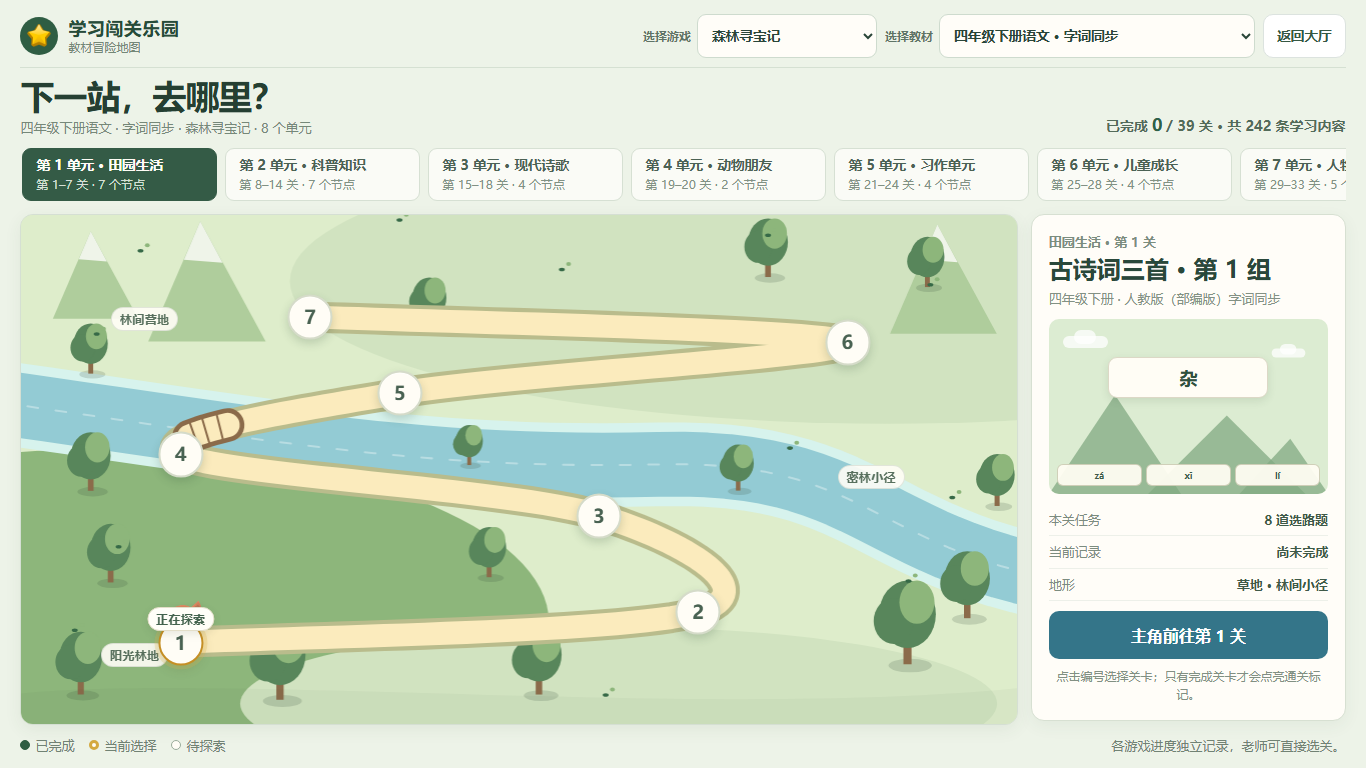 学习闯关乐园
教材冒险地图
选择游戏 森林寻宝记 选择教材 四年级下册语文 • 字词同步 返回大厅
下一站，去哪里？
四年级下册语文 · 字词同步 · 森林寻宝记 · 8 个单元
已完成 0 / 39 关 • 共 242 条学习内容
第 1 单元 • 田园生活
第 1–7 关 · 7 个节点
第 2 单元 • 科普知识
第 8–14 关 · 7 个节点
第 3 单元 • 现代诗歌
第 15–18 关 · 4 个节点
第 4 单元 • 动物朋友
第 19–20 关 · 2 个节点
第 5 单元 • 习作单元
第 21–24 关 · 4 个节点
第 6 单元 • 儿童成长
第 25–28 关 · 4 个节点
第 7 单元 • 人
第 29–33 关 · 5
林间营地
7
6
5
4
密林小径
3
2
正在探索
1
阳光林地
田园生活 • 第 1 关
古诗词三首 • 第 1 组
四年级下册 · 人教版（部编版）字词同步
杂
zá xī lí
本关任务 8 道选路题
当前记录 尚未完成
地形 草地 • 林间小径
主角前往第 1 关
点击编号选择关卡；只有完成关卡才会点亮通关标
记。
已完成 当前选择 待探索
各游戏进度独立记录，老师可直接选关。